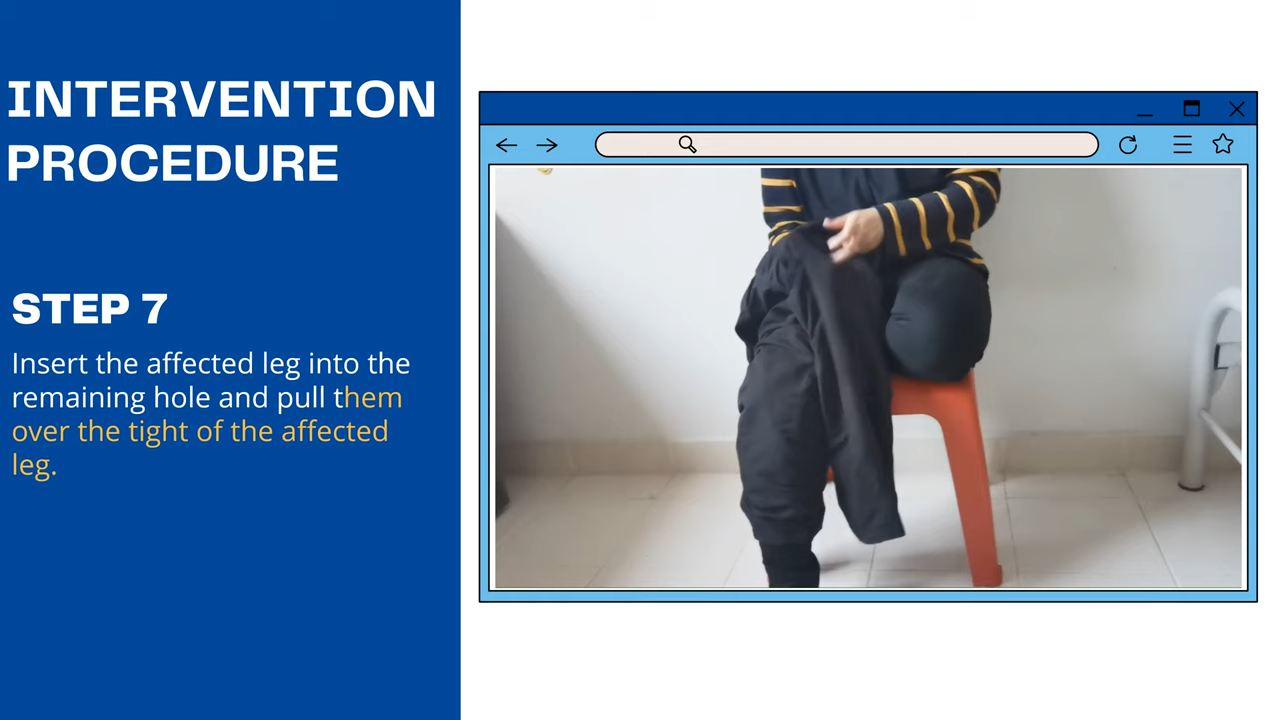 INTERVENTION
PROCEDURE
STEP 7
Insert the affected leg into the
remaining hole and pull them
over the tight of the affected
leg.